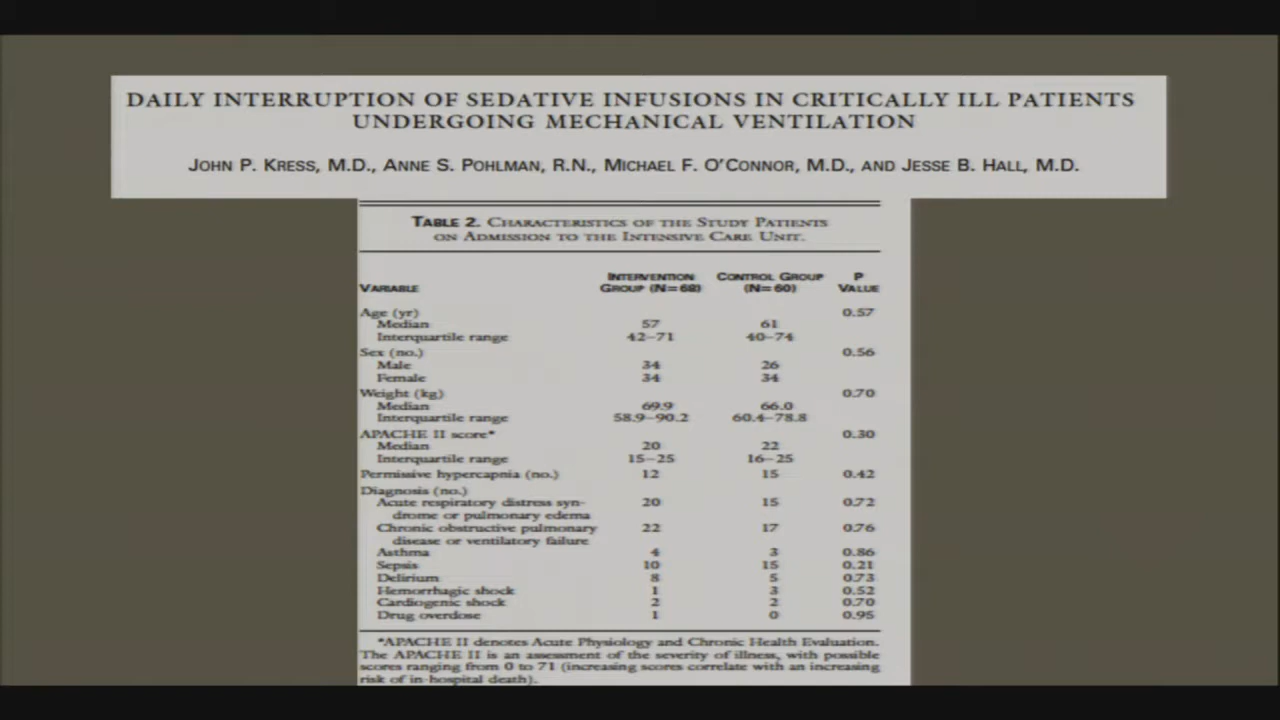 DAILY INTERRUPTION OF SEDATIVE INFUSIONS IN CRITICALLY ILL PATIENTS
UNDERGOING MECHANICAL VENTILATION
JOHN P. KRESS, M.D., ANNE S. POHLMAN, R.N., MICHAEL F. O'CONNOR, M.D., AND JESSE B. HALL, M.D.
TABLE 2. CHARACTERISTICS OF THE STUDY PATIENTS
ON ADMISSION TO THE INTENSIVE CARE UNIT.
VARIABLE INTERVENTION GROUP (N=68) CONTROL GROUP (N=60) P VALUE
Age (yr) 0.57
Median 57 61
Interquartile range 42–71 40–74
Sex (no.) 0.56
Male 34 26
Female 34 34
Weight (kg) 0.70
Median 69.9 66.0
Interquartile range 58.9–90.2 60.4–78.8
APACHE II score* 0.30
Median 20 22
Interquartile range 15–25 16–25
Permissive hypercapnia (no.) 12 15 0.42
Diagnosis (no.)
Acute respiratory distress syn- 20 15 0.72
drome or pulmonary edema
Chronic obstructive pulmonary 22 17 0.76
disease or ventilatory failure
Asthma 4 3 0.86
Sepsis 10 15 0.21
Delirium 8 5 0.73
Hemorrhagic shock 1 3 0.52
Cardiogenic shock 2 2 0.70
Drug overdose 1 0 0.95
*APACHE II denotes Acute Physiology and Chronic Health Evaluation.
The APACHE II is an assessment of the severity of illness, with possible
scores ranging from 0 to 71 (increasing scores correlate with an increasing
risk of in-hospital death).